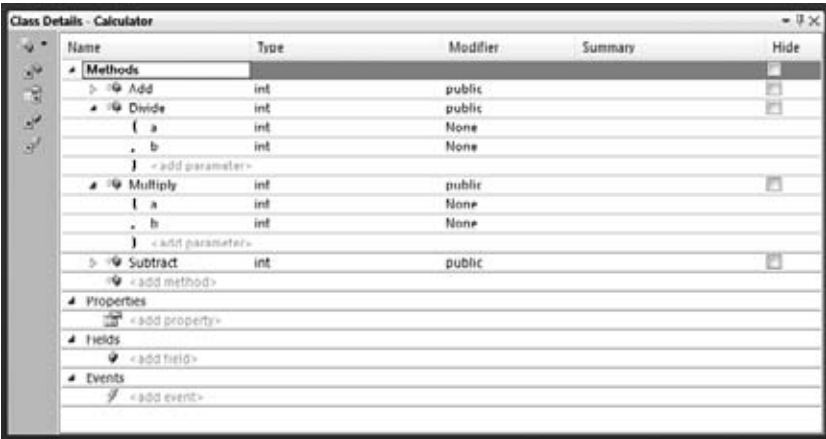 Class Details - Calculator
Name Type Modifier Summary Hide
Methods
Add int public
Divide int public
( a int None
, b int None
) <add parameter>
Multiply int public
( a int None
, b int None
) <add parameter>
Subtract int public
<add method>
Properties
<add property>
Fields
<add field>
Events
<add event>